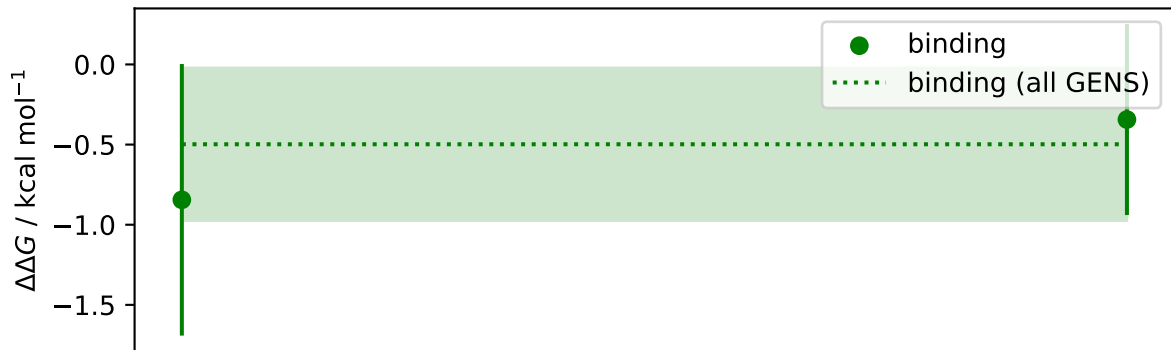 0.0
−0.5
−1.0
−1.5
ΔΔG / kcal mol⁻¹
binding
binding (all GENS)